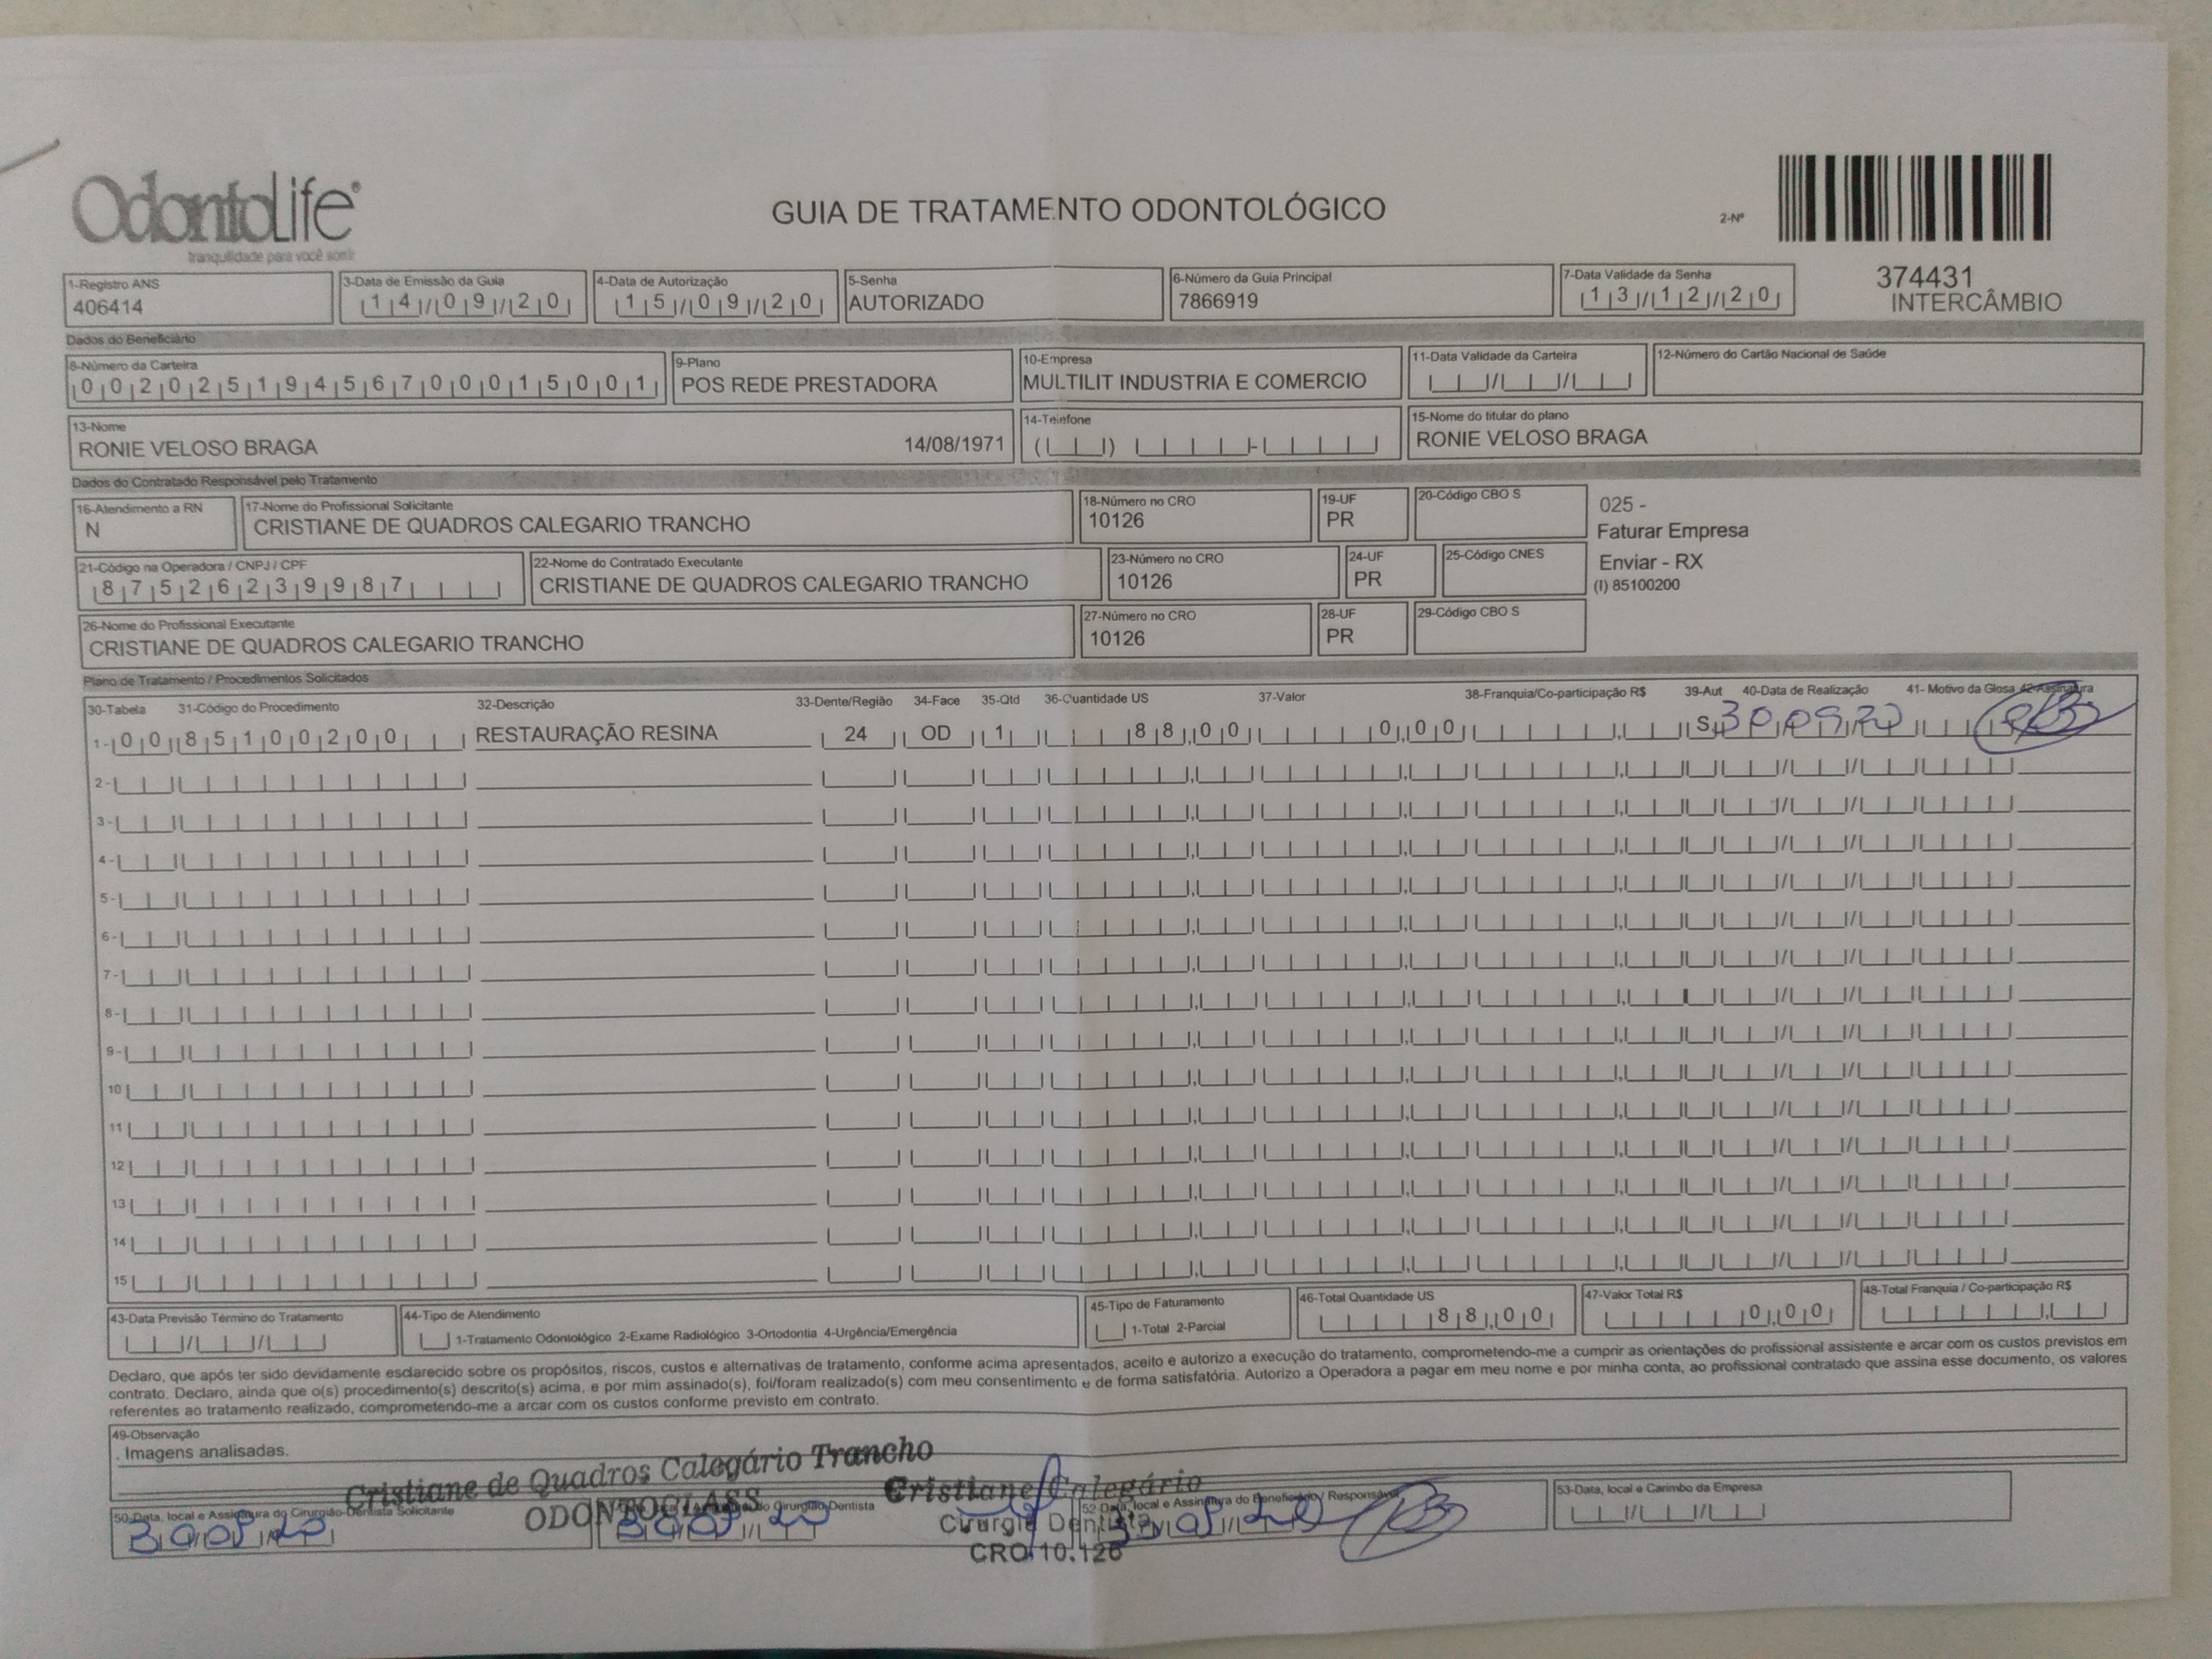 OdontoLife®
tranquilidade para você sorrir
GUIA DE TRATAMENTO ODONTOLÓGICO
2-Nº
374431
INTERCÂMBIO
1-Registro ANS
406414
3-Data de Emissão da Guia
14/09/20
4-Data de Autorização
15/09/20
5-Senha
AUTORIZADO
6-Número da Guia Principal
7866919
7-Data Validade da Senha
13/12/20
Dados do Beneficiário
8-Número da Carteira
00202519456700015001
9-Plano
POS REDE PRESTADORA
10-Empresa
MULTILIT INDUSTRIA E COMERCIO
11-Data Validade da Carteira
12-Número do Cartão Nacional de Saúde
13-Nome
RONIE VELOSO BRAGA 14/08/1971
14-Telefone
15-Nome do titular do plano
RONIE VELOSO BRAGA
Dados do Contratado Responsável pelo Tratamento
16-Atendimento a RN
N
17-Nome do Profissional Solicitante
CRISTIANE DE QUADROS CALEGARIO TRANCHO
18-Número no CRO
10126
19-UF
PR
20-Código CBO S
025 -
Faturar Empresa
Enviar - RX
(I) 85100200
21-Código na Operadora / CNPJ / CPF
87526239987
22-Nome do Contratado Executante
CRISTIANE DE QUADROS CALEGARIO TRANCHO
23-Número no CRO
10126
24-UF
PR
25-Código CNES
26-Nome do Profissional Executante
CRISTIANE DE QUADROS CALEGARIO TRANCHO
27-Número no CRO
10126
28-UF
PR
29-Código CBO S
Plano de Tratamento / Procedimentos Solicitados
30-Tabela 31-Código do Procedimento 32-Descrição 33-Dente/Região 34-Face 35-Qtd 36-Quantidade US 37-Valor 38-Franquia/Co-participação R$ 39-Aut 40-Data de Realização 41- Motivo da Glosa 42-Assinatura
1- 00 85100200 RESTAURAÇÃO RESINA 24 OD 1 88,00 0,00 S 30 09 20
2-
3-
4-
5-
6-
7-
8-
9-
10
11
12
13
14
15
43-Data Previsão Término do Tratamento
44-Tipo de Atendimento
1-Tratamento Odontológico 2-Exame Radiológico 3-Ortodontia 4-Urgência/Emergência
45-Tipo de Faturamento
1-Total 2-Parcial
46-Total Quantidade US
88,00
47-Valor Total R$
0,00
48-Total Franquia / Co-participação R$
Declaro, que após ter sido devidamente esclarecido sobre os propósitos, riscos, custos e alternativas de tratamento, conforme acima apresentados, aceito e autorizo a execução do tratamento, comprometendo-me a cumprir as orientações do profissional assistente e arcar com os custos previstos em
contrato. Declaro, ainda que o(s) procedimento(s) descrito(s) acima, e por mim assinado(s), foi/foram realizado(s) com meu consentimento e de forma satisfatória. Autorizo a Operadora a pagar em meu nome e por minha conta, ao profissional contratado que assina esse documento, os valores
referentes ao tratamento realizado, comprometendo-me a arcar com os custos conforme previsto em contrato.
49-Observação
. Imagens analisadas.
Cristiane de Quadros Calegário Trancho
ODONTOCLASS
Cristiane Calegário
Cirurgiã Dentista
CRO 10.126
50-Data, local e Assinatura do Cirurgião-Dentista Solicitante
do Cirurgião Dentista
52-Data, local e Assinatura do Beneficiário / Responsável
53-Data, local e Carimbo da Empresa